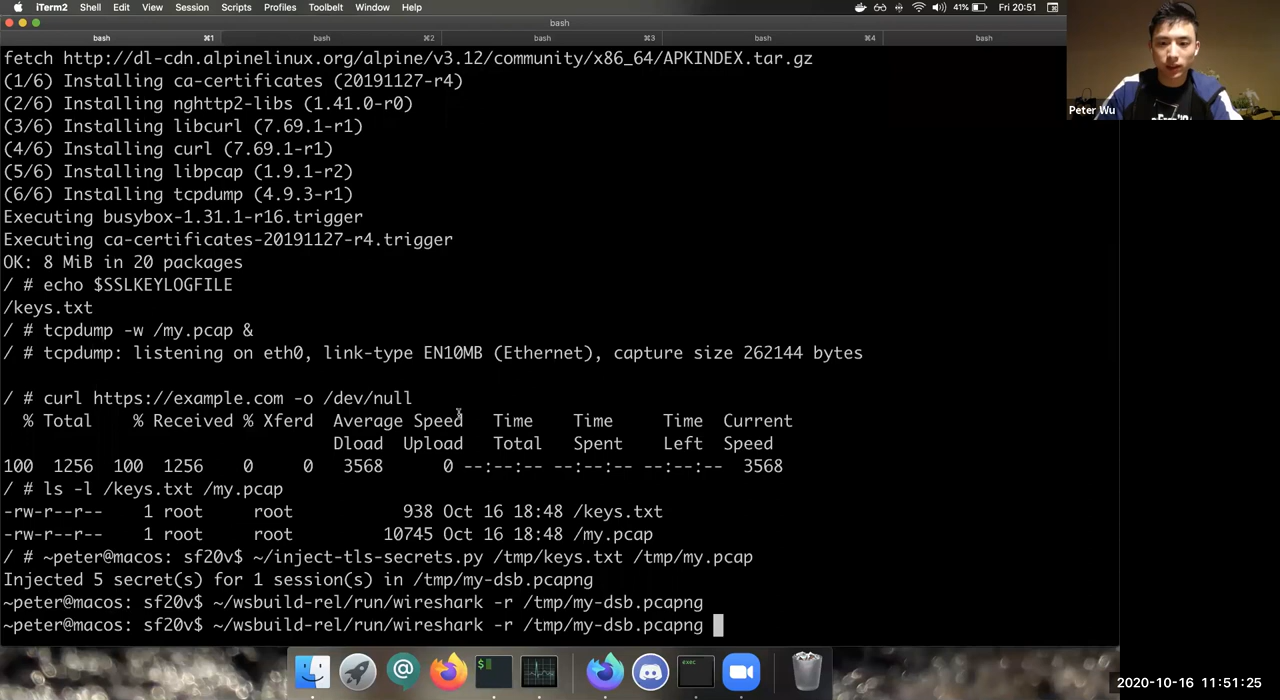 iTerm2 Shell Edit View Session Scripts Profiles Toolbelt Window Help 41% Fri 20:51
bash
bash ⌘1 bash ⌘2 bash ⌘3 bash ⌘4 bash
fetch http://dl-cdn.alpinelinux.org/alpine/v3.12/community/x86_64/APKINDEX.tar.gz
(1/6) Installing ca-certificates (20191127-r4)
(2/6) Installing nghttp2-libs (1.41.0-r0)
(3/6) Installing libcurl (7.69.1-r1)
(4/6) Installing curl (7.69.1-r1)
(5/6) Installing libpcap (1.9.1-r2)
(6/6) Installing tcpdump (4.9.3-r1)
Executing busybox-1.31.1-r16.trigger
Executing ca-certificates-20191127-r4.trigger
OK: 8 MiB in 20 packages
/ # echo $SSLKEYLOGFILE
/keys.txt
/ # tcpdump -w /my.pcap &
/ # tcpdump: listening on eth0, link-type EN10MB (Ethernet), capture size 262144 bytes
/ # curl https://example.com -o /dev/null
% Total % Received % Xferd Average Speed Time Time Time Current
Dload Upload Total Spent Left Speed
100 1256 100 1256 0 0 3568 0 --:--:-- --:--:-- --:--:-- 3568
/ # ls -l /keys.txt /my.pcap
-rw-r--r-- 1 root root 938 Oct 16 18:48 /keys.txt
-rw-r--r-- 1 root root 10745 Oct 16 18:48 /my.pcap
/ # ~peter@macos: sf20v$ ~/inject-tls-secrets.py /tmp/keys.txt /tmp/my.pcap
Injected 5 secret(s) for 1 session(s) in /tmp/my-dsb.pcapng
~peter@macos: sf20v$ ~/wsbuild-rel/run/wireshark -r /tmp/my-dsb.pcapng
~peter@macos: sf20v$ ~/wsbuild-rel/run/wireshark -r /tmp/my-dsb.pcapng
Peter Wu
$
exec
2020-10-16 11:51:25